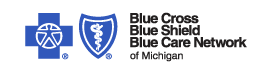 Blue Cross
Blue Shield
Blue Care Network
of Michigan
® ®